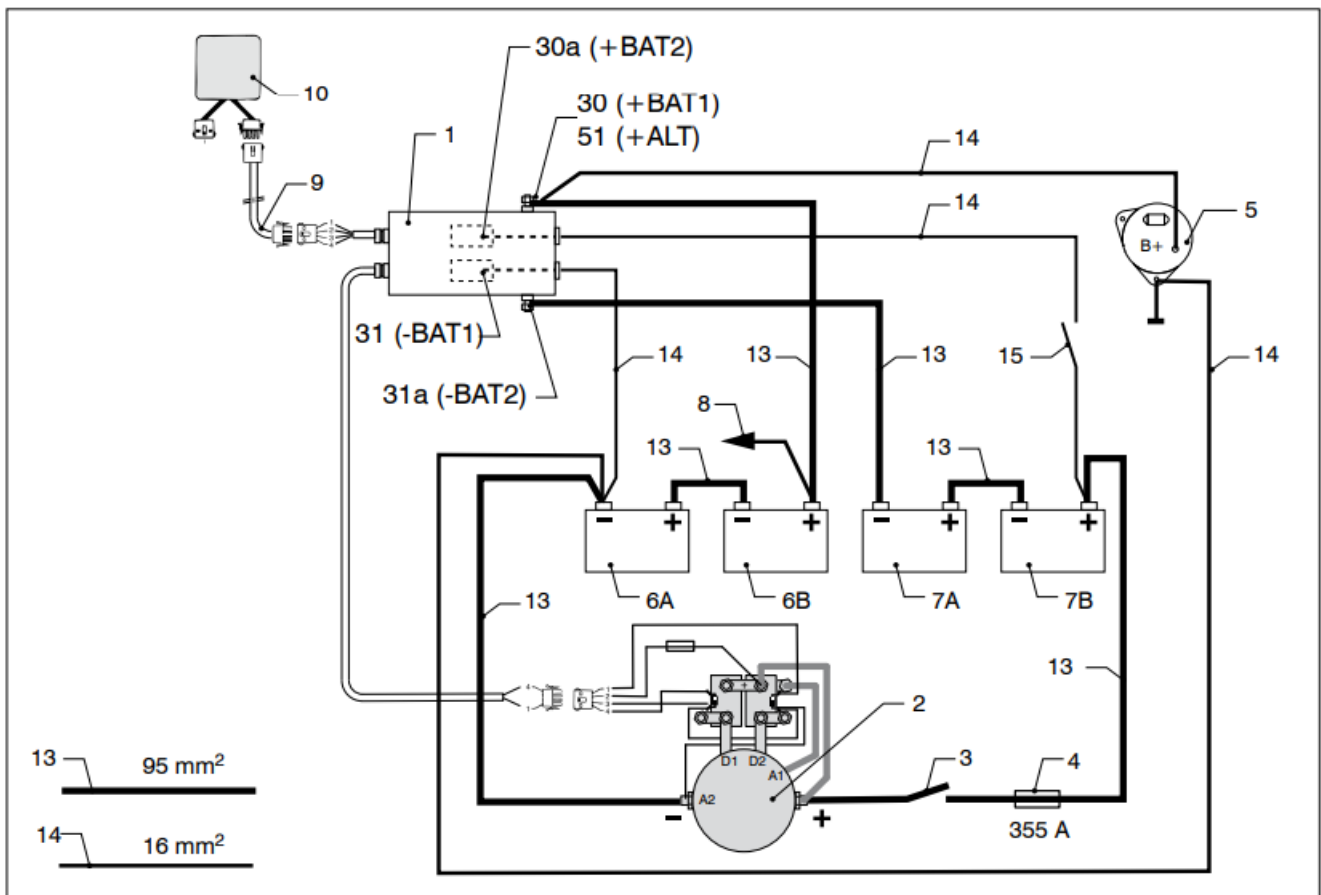 30a (+BAT2)
10
30 (+BAT1)
51 (+ALT)
1
14
9
14
5
B+
31 (-BAT1)
14
13
13
15
14
31a (-BAT2)
8
13
13
- + - + - + - +
6A 6B 7A 7B
13
13
+
2
D1 D2
A1
3
4
A2
- +
355 A
13 95 mm²
14 16 mm²